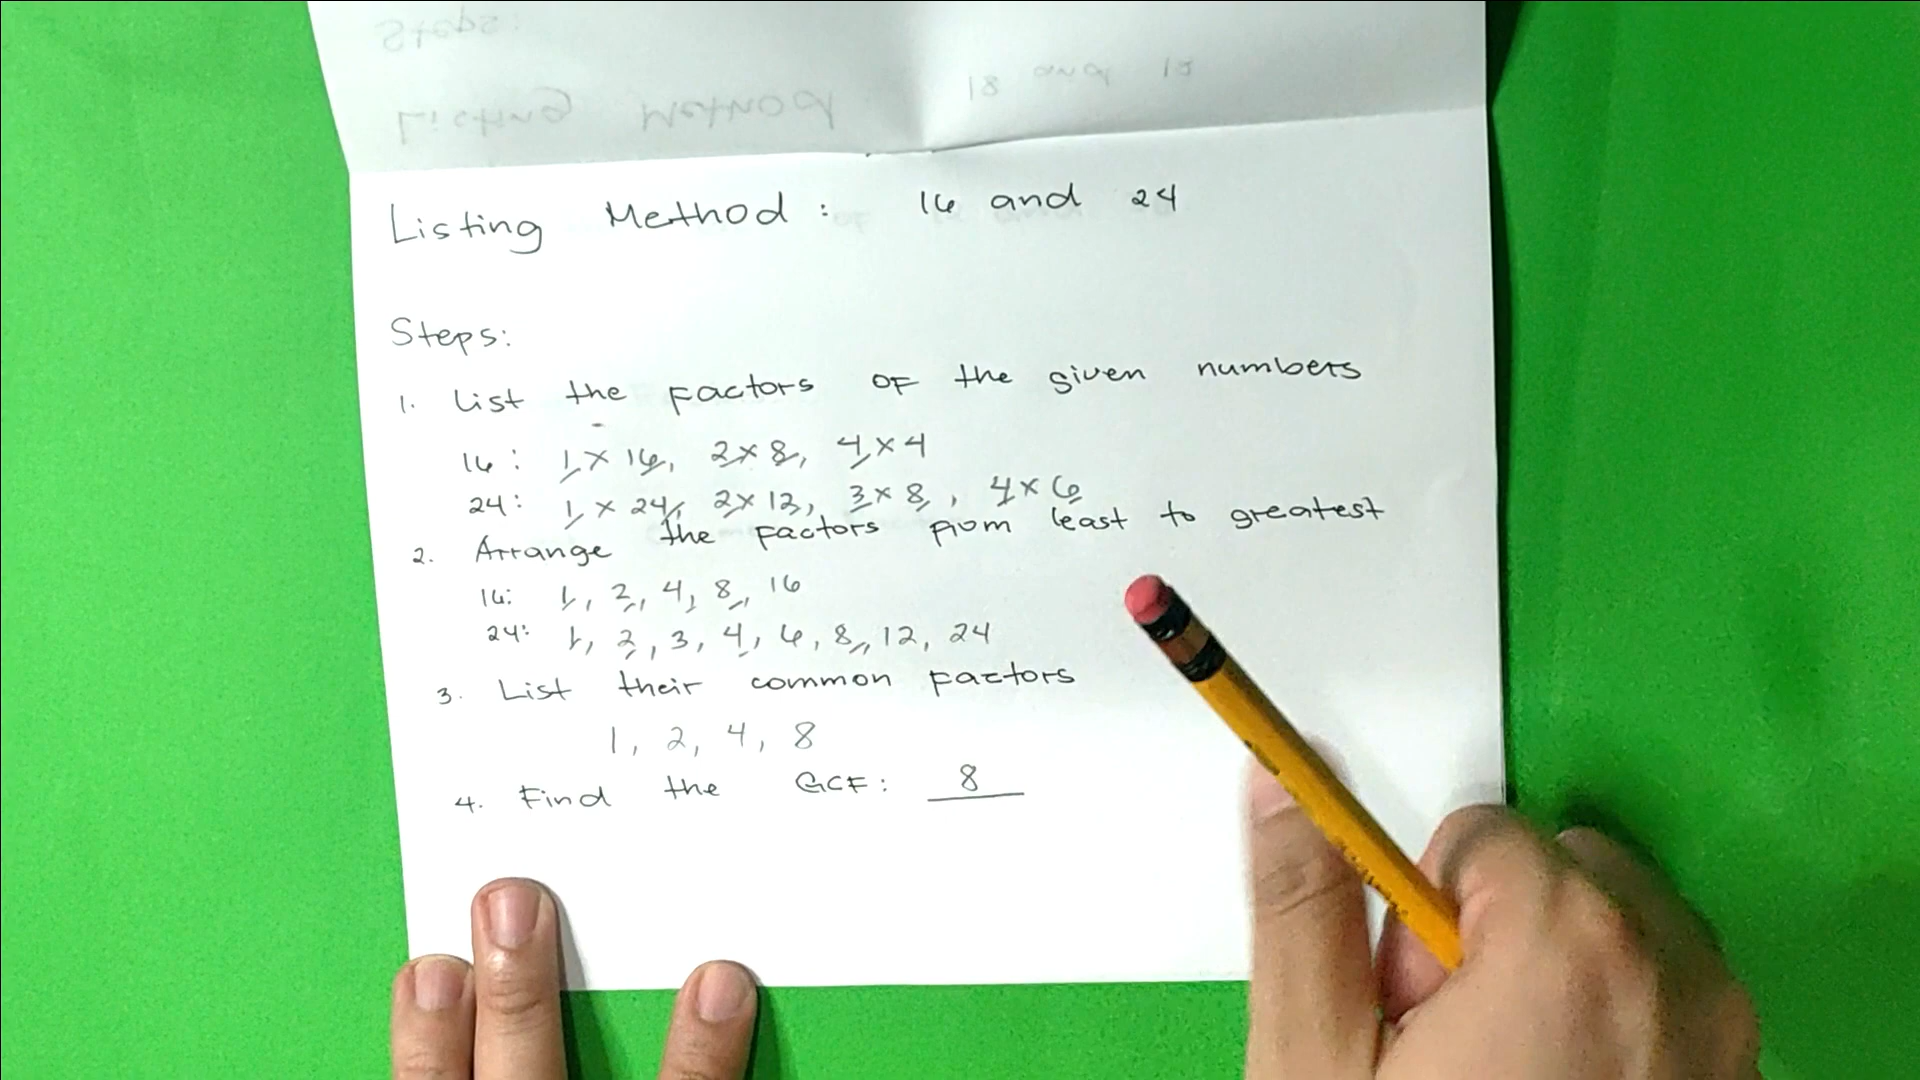 Listing Method: 16 and 24
Steps:
1. List the factors of the given numbers
16: 1 x 16, 2 x 8, 4 x 4
24: 1 x 24, 2 x 12, 3 x 8, 4 x 6
2. Arrange the factors from least to greatest
16: 1, 2, 4, 8, 16
24: 1, 2, 3, 4, 6, 8, 12, 24
3. List their common factors
1, 2, 4, 8
4. Find the GCF: 8